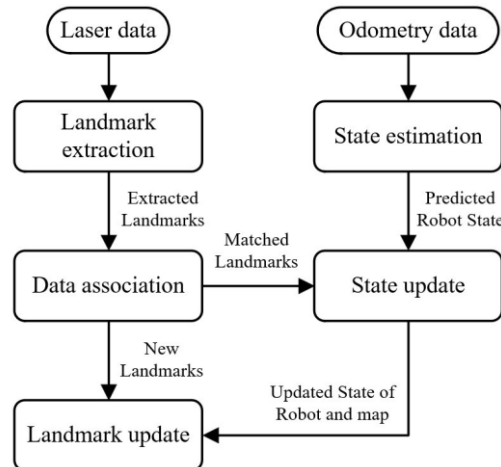 Laser data
Odometry data
Landmark
extraction
State estimation
Extracted
Landmarks
Predicted
Robot State
Matched
Landmarks
Data association
State update
New
Landmarks
Updated State of
Robot and map
Landmark update